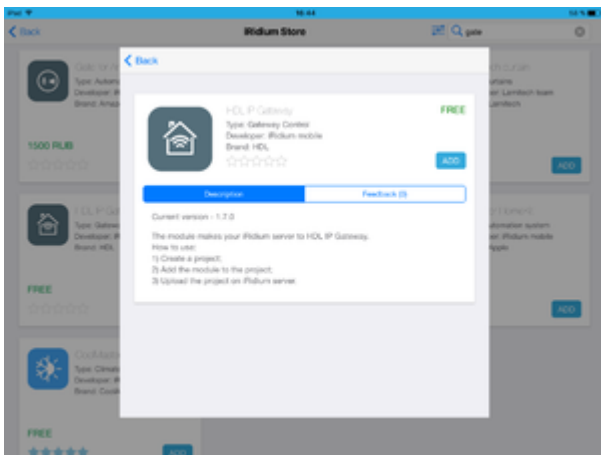 iPad
16:44
Back
iRidium Store
gate
1500 RUB
FREE
FREE
ADD
ADD
ADD
Back
HDL IP Gateway
FREE
Type: Gateway Control
Developer: iRidium mobile
Brand: HDL
ADD
Description
Feedback (0)
Current version - 1.7.0
The module makes your iRidium server to HDL IP Gateway.
How to use:
1) Create a project.
2) Add the module to the project.
3) Upload the project on iRidium server.